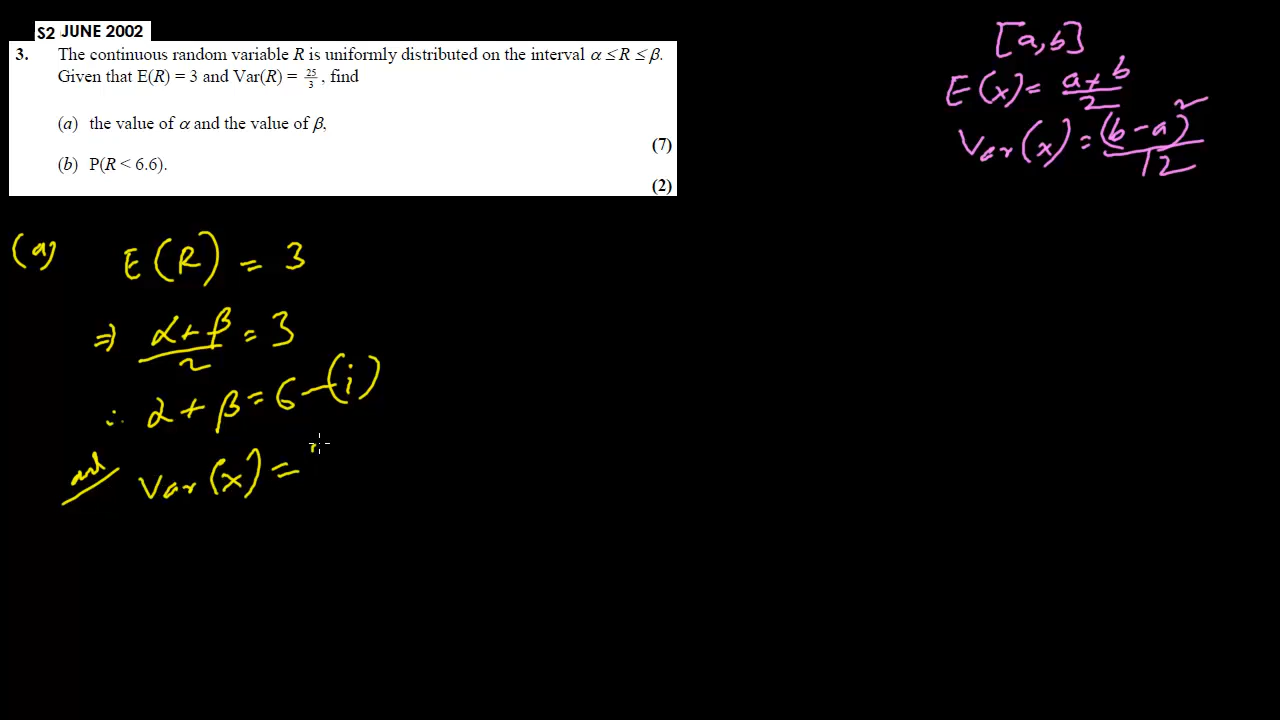 S2 JUNE 2002
3. The continuous random variable R is uniformly distributed on the interval α ≤ R ≤ β.
Given that E(R) = 3 and Var(R) = 25/3, find
(a) the value of α and the value of β,
(7)
(b) P(R < 6.6).
(2)
[a,b]
E(x) = a+b/2
Var(x) = (b-a)²/12
(a) E(R) = 3
⇒ α+β/2 = 3
∴ α+β = 6 —(i)
and Var(x) =